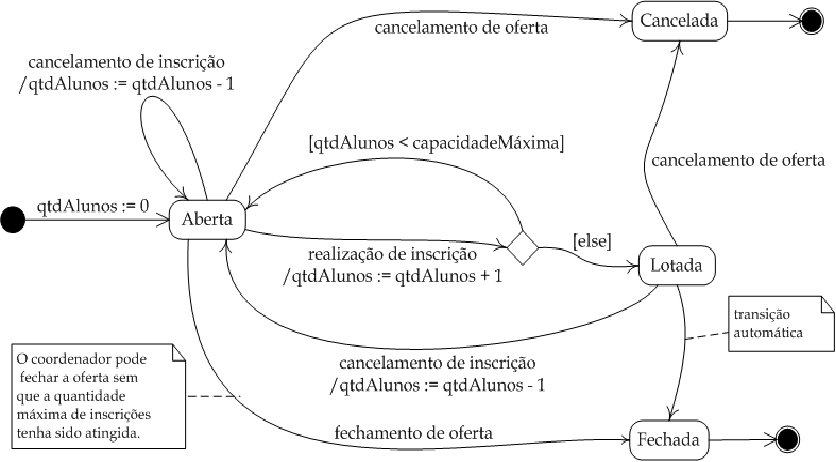 cancelamento de oferta
Cancelada
cancelamento de inscrição
/qtdAlunos := qtdAlunos - 1
[qtdAlunos < capacidadeMáxima]
cancelamento de oferta
qtdAlunos := 0
Aberta
[else]
realização de inscrição
/qtdAlunos := qtdAlunos + 1
Lotada
transição
automática
O coordenador pode
fechar a oferta sem
que a quantidade
máxima de inscrições
tenha sido atingida.
cancelamento de inscrição
/qtdAlunos := qtdAlunos - 1
fechamento de oferta
Fechada